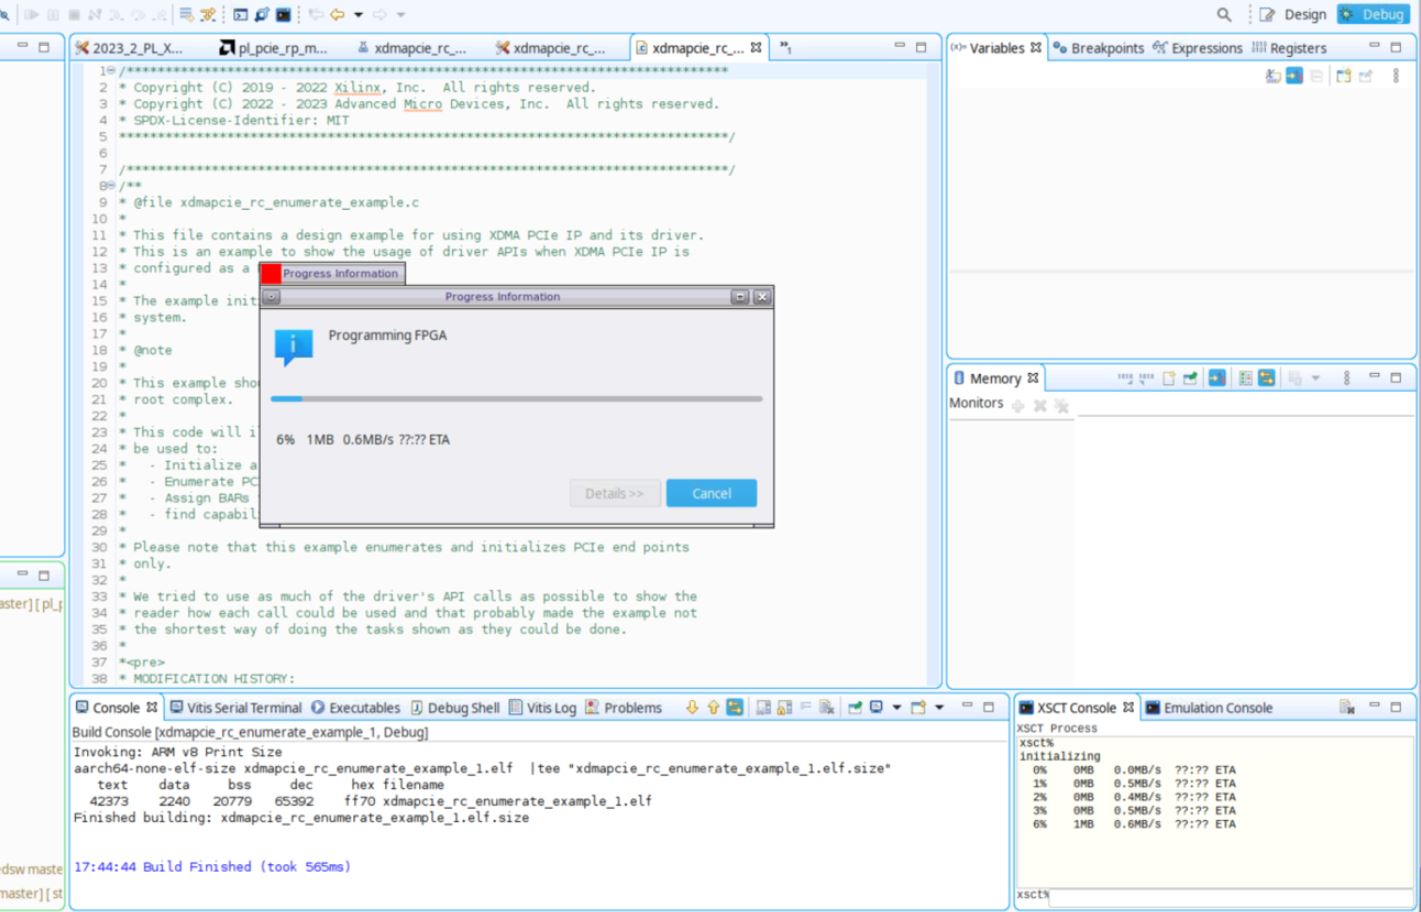 Design
Debug
2023_2_PL_X...
pl_pcie_rp_m...
xdmapcie_rc_...
xdmapcie_rc_...
xdmapcie_rc_...
"1
1 /******************************************************************************
2 * Copyright (C) 2019 - 2022 Xilinx, Inc.  All rights reserved.
3 * Copyright (C) 2022 - 2023 Advanced Micro Devices, Inc.  All rights reserved.
4 * SPDX-License-Identifier: MIT
5 ******************************************************************************/
6
7 /*****************************************************************************/
8 /**
9 * @file xdmapcie_rc_enumerate_example.c
10 *
11 * This file contains a design example for using XDMA PCIe IP and its driver.
12 * This is an example to show the usage of driver APIs when XDMA PCIe IP is
13 * configured as a
14 *
15 * The example init
16 * system.
17 *
18 * @note
19 *
20 * This example sho
21 * root complex.
22 *
23 * This code will i
24 * be used to:
25 *   - Initialize a
26 *   - Enumerate PC
27 *   - Assign BARs
28 *   - find capabil
29 *
30 * Please note that this example enumerates and initializes PCIe end points
31 * only.
32 *
33 * We tried to use as much of the driver's API calls as possible to show the
34 * reader how each call could be used and that probably made the example not
35 * the shortest way of doing the tasks shown as they could be done.
36 *
37 *<pre>
38 * MODIFICATION HISTORY:
Progress Information
Progress Information
Programming FPGA
6%   1MB   0.6MB/s ??:?? ETA
Details >>
Cancel
(x)= Variables
Breakpoints
Expressions
Registers
Memory
Monitors
aster] [ pl_p
edsw maste
master] [ st
Console
Vitis Serial Terminal
Executables
Debug Shell
Vitis Log
Problems
Build Console [xdmapcie_rc_enumerate_example_1, Debug]
Invoking: ARM v8 Print Size
aarch64-none-elf-size xdmapcie_rc_enumerate_example_1.elf  |tee "xdmapcie_rc_enumerate_example_1.elf.size"
text    data     bss     dec     hex filename
42373    2240   20779   65392    ff70 xdmapcie_rc_enumerate_example_1.elf
Finished building: xdmapcie_rc_enumerate_example_1.elf.size
17:44:44 Build Finished (took 565ms)
XSCT Console
Emulation Console
XSCT Process
xsct%
initializing
0%    0MB   0.0MB/s  ??:?? ETA
1%    0MB   0.5MB/s  ??:?? ETA
2%    0MB   0.4MB/s  ??:?? ETA
3%    0MB   0.5MB/s  ??:?? ETA
6%    1MB   0.6MB/s  ??:?? ETA
xsct%